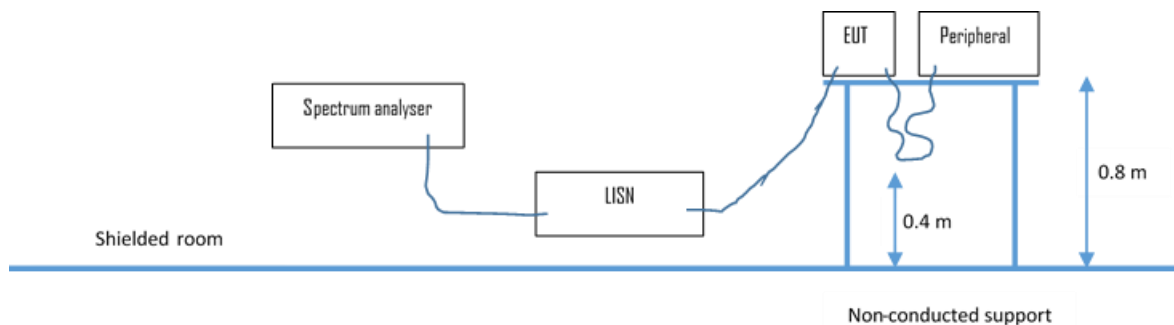 EUT
Peripheral
Spectrum analyser
LISN
0.8 m
0.4 m
Shielded room
Non-conducted support